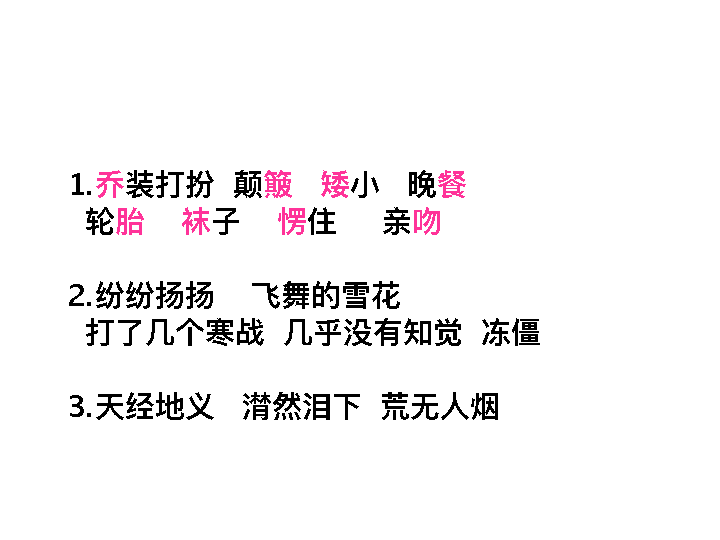 1.乔装打扮 颠簸 矮小 晚餐
轮胎 袜子 愣住 亲吻
2.纷纷扬扬 飞舞的雪花
打了几个寒战 几乎没有知觉 冻僵
3.天经地义 潸然泪下 荒无人烟